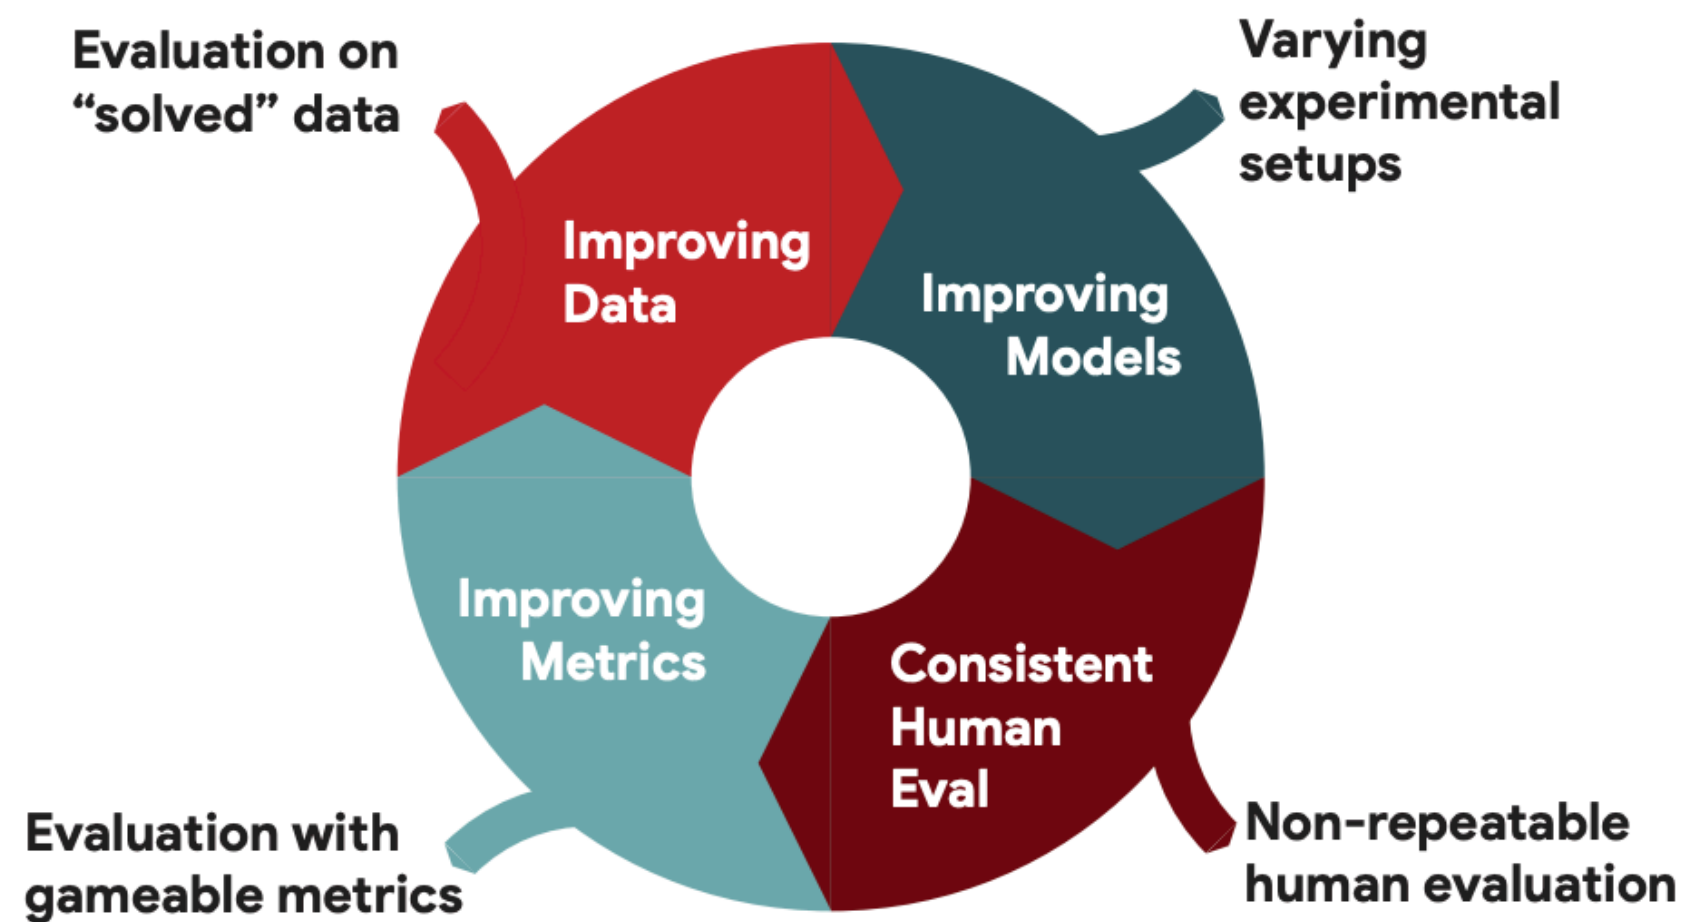 Evaluation on
“solved” data
Varying
experimental
setups
Improving
Data
Improving
Models
Improving
Metrics
Consistent
Human
Eval
Evaluation with
gameable metrics
Non-repeatable
human evaluation